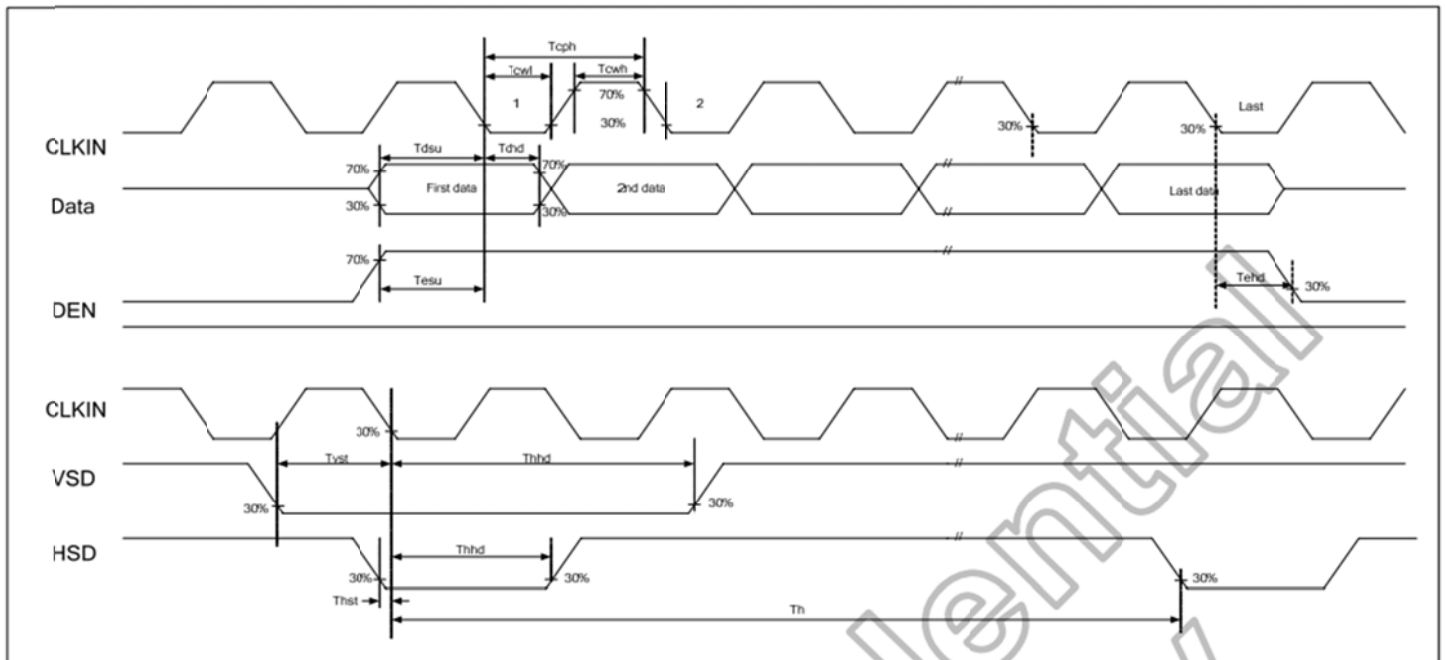 Tcph
Tcwl Tcwh
1 70% 2 Last
30% 30% 30%
CLKIN
Tdsu Tdhd
70% 70%
First data 2nd data Last data
Data
30% 30%
70%
Tesu Tehd
30%
DEN
CLKIN
30%
Tvst Thhd
VSD
30% 30%
HSD
Thhd
30% 30% 30%
Thst
Th